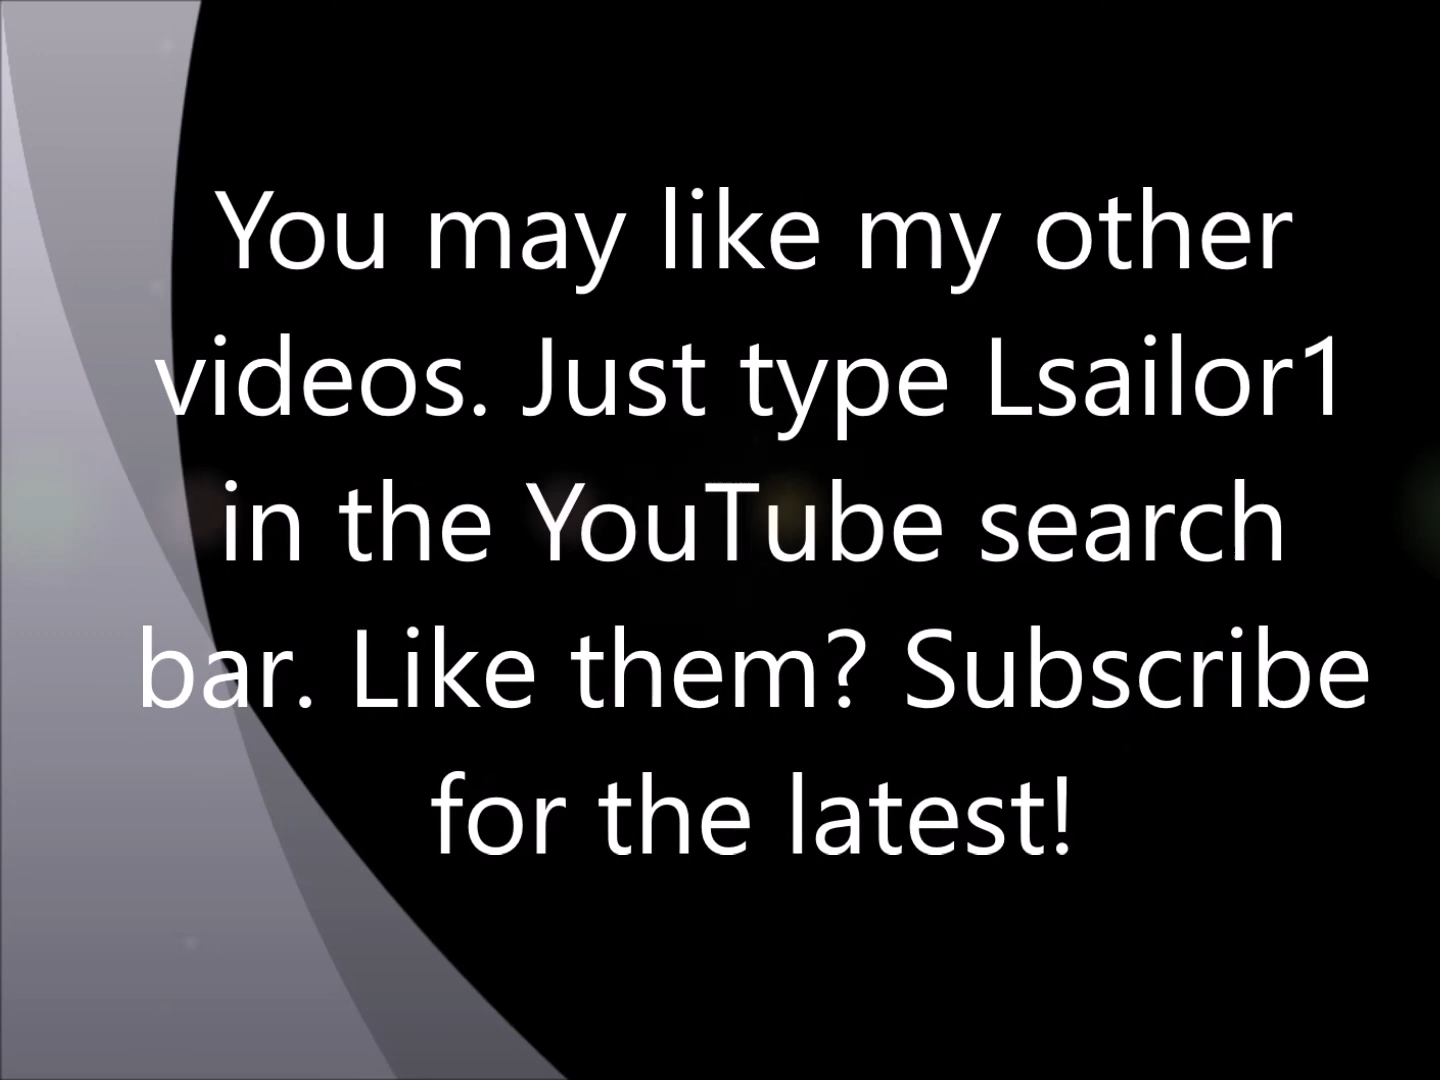 You may like my other
videos. Just type Lsailor1
in the YouTube search
bar. Like them? Subscribe
for the latest!